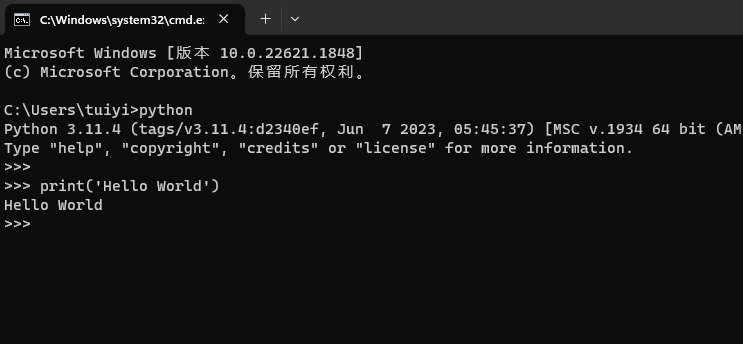 C:\Windows\system32\cmd.e
Microsoft Windows [版本 10.0.22621.1848]
(c) Microsoft Corporation。保留所有权利。
C:\Users\tuiyi>python
Python 3.11.4 (tags/v3.11.4:d2340ef, Jun  7 2023, 05:45:37) [MSC v.1934 64 bit (AM
Type "help", "copyright", "credits" or "license" for more information.
>>>
>>> print('Hello World')
Hello World
>>>